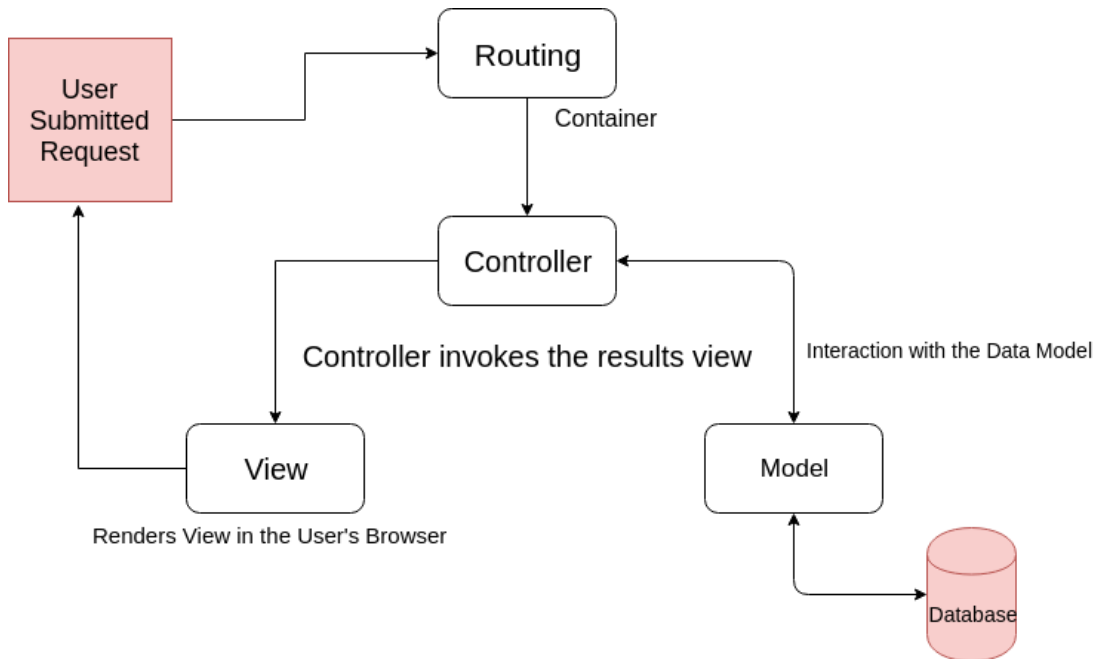 Routing
User
Submitted
Request
Container
Controller
Controller invokes the results view
Interaction with the Data Model
View
Model
Renders View in the User's Browser
Database